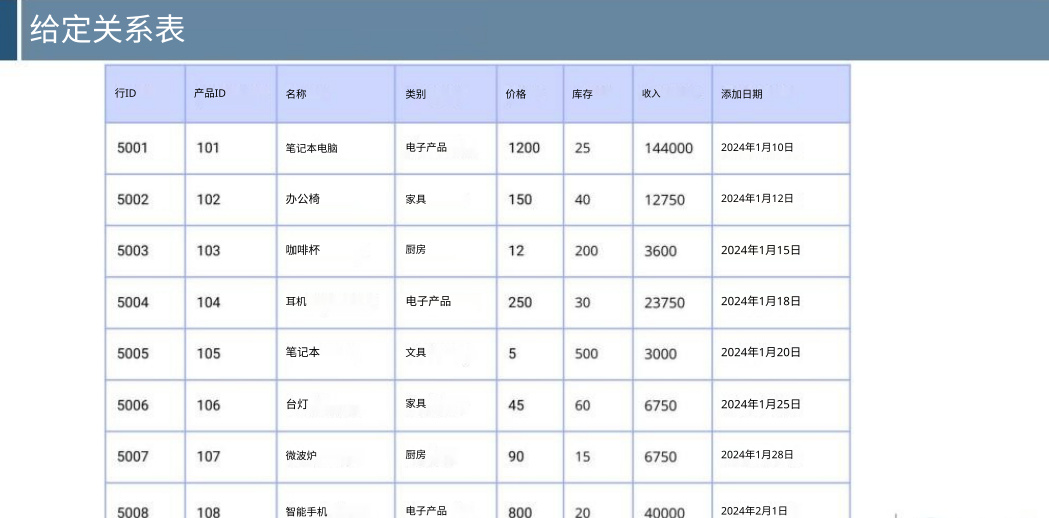 给定关系表
行ID 产品ID 名称 类别 价格 库存 收入 添加日期
5001 101 笔记本电脑 电子产品 1200 25 144000 2024年1月10日
5002 102 办公椅 家具 150 40 12750 2024年1月12日
5003 103 咖啡杯 厨房 12 200 3600 2024年1月15日
5004 104 耳机 电子产品 250 30 23750 2024年1月18日
5005 105 笔记本 文具 5 500 3000 2024年1月20日
5006 106 台灯 家具 45 60 6750 2024年1月25日
5007 107 微波炉 厨房 90 15 6750 2024年1月28日
5008 108 智能手机 电子产品 800 20 40000 2024年2月1日